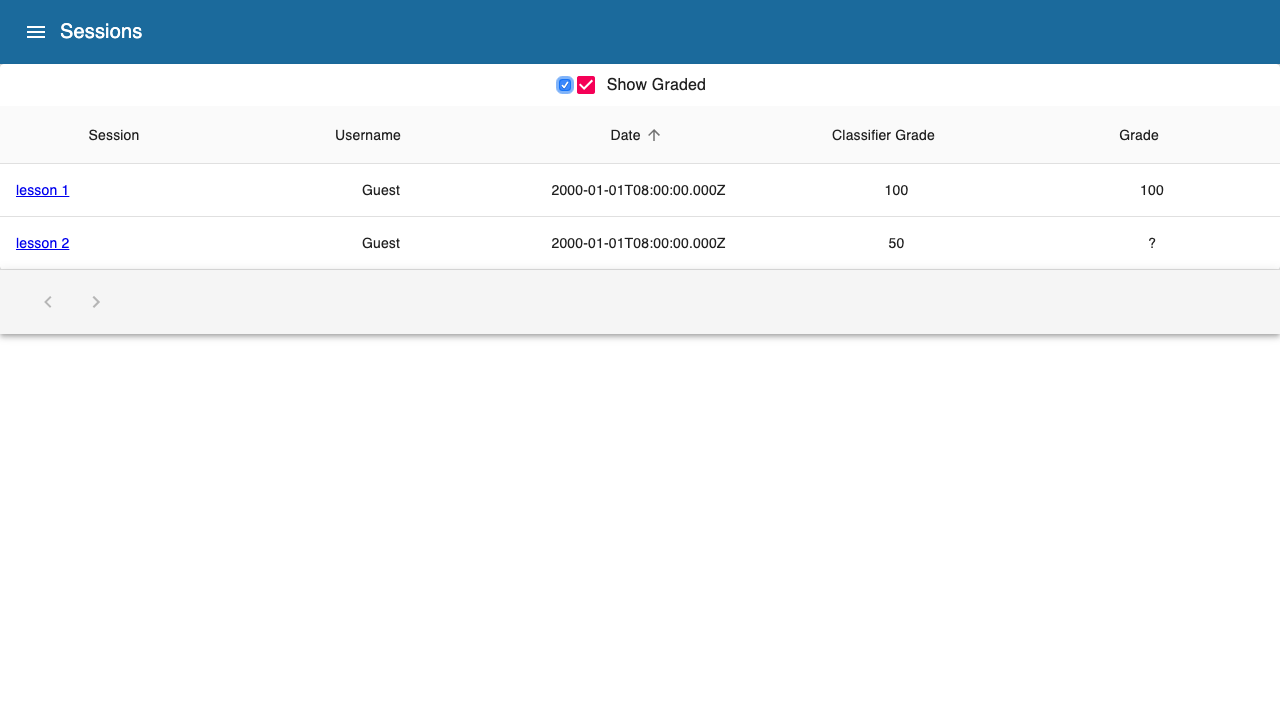 Sessions
Show Graded
Session Username Date Classifier Grade Grade
lesson 1 Guest 2000-01-01T08:00:00.000Z 100 100
lesson 2 Guest 2000-01-01T08:00:00.000Z 50 ?